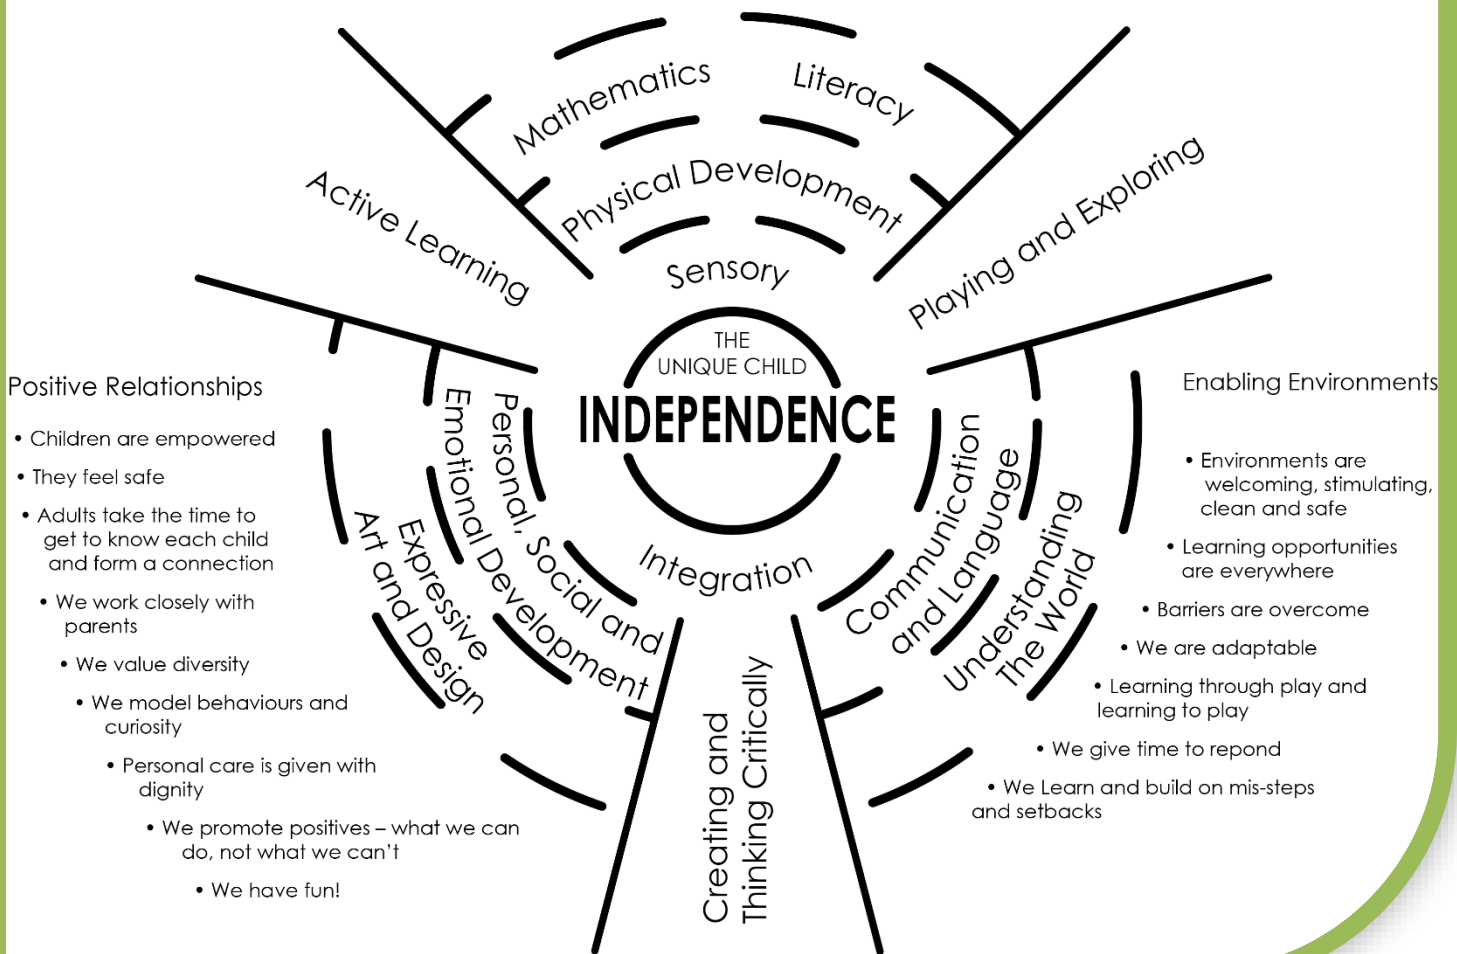 Mathematics
Literacy
Physical Development
Sensory
Active Learning
Playing and Exploring
THE
UNIQUE CHILD
INDEPENDENCE
Integration
Personal, Social and
Emotional Development
Expressive
Art and Design
Communication
and Language
Understanding
The World
Creating and
Thinking Critically
Positive Relationships
• Children are empowered
• They feel safe
• Adults take the time to
get to know each child
and form a connection
• We work closely with
parents
• We value diversity
• We model behaviours and
curiosity
• Personal care is given with
dignity
• We promote positives – what we can
do, not what we can't
• We have fun!
Enabling Environments
• Environments are
welcoming, stimulating,
clean and safe
• Learning opportunities
are everywhere
• Barriers are overcome
• We are adaptable
• Learning through play and
learning to play
• We give time to repond
• We Learn and build on mis-steps
and setbacks